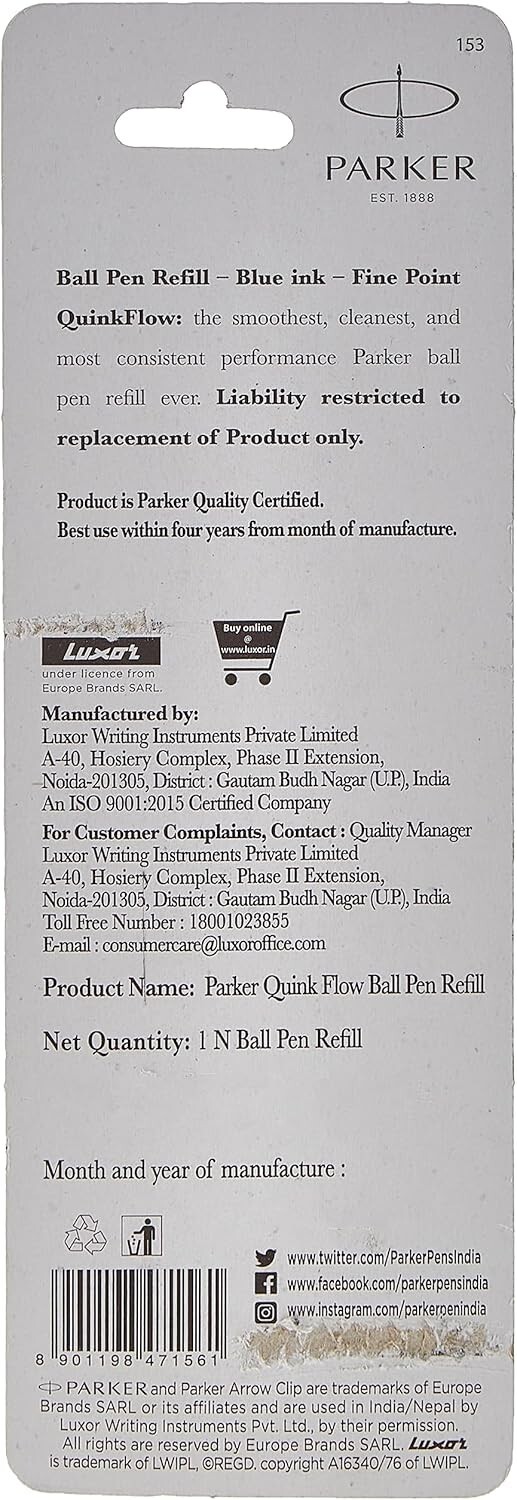 153
PARKER
EST. 1888
Ball Pen Refill – Blue ink – Fine Point
QuinkFlow: the smoothest, cleanest, and
most consistent performance Parker ball
pen refill ever. Liability restricted to
replacement of Product only.
Product is Parker Quality Certified.
Best use within four years from month of manufacture.
Luxor
under licence from
Europe Brands SARL.
Buy online
@
www.luxor.in
Manufactured by:
Luxor Writing Instruments Private Limited
A-40, Hosiery Complex, Phase II Extension,
Noida-201305, District : Gautam Budh Nagar (U.P.), India
An ISO 9001:2015 Certified Company
For Customer Complaints, Contact : Quality Manager
Luxor Writing Instruments Private Limited
A-40, Hosiery Complex, Phase II Extension,
Noida-201305, District : Gautam Budh Nagar (U.P.), India
Toll Free Number : 18001023855
E-mail : consumercare@luxoroffice.com
Product Name: Parker Quink Flow Ball Pen Refill
Net Quantity: 1 N Ball Pen Refill
Month and year of manufacture :
www.twitter.com/ParkerPensIndia
www.facebook.com/parkerpensindia
www.instagram.com/parkerpenindia
8 901198 471561
PARKER and Parker Arrow Clip are trademarks of Europe
Brands SARL or its affiliates and are used in India/Nepal by
Luxor Writing Instruments Pvt. Ltd., by their permission.
All rights are reserved by Europe Brands SARL. Luxor
is trademark of LWIPL, ©REGD. copyright A16340/76 of LWIPL.